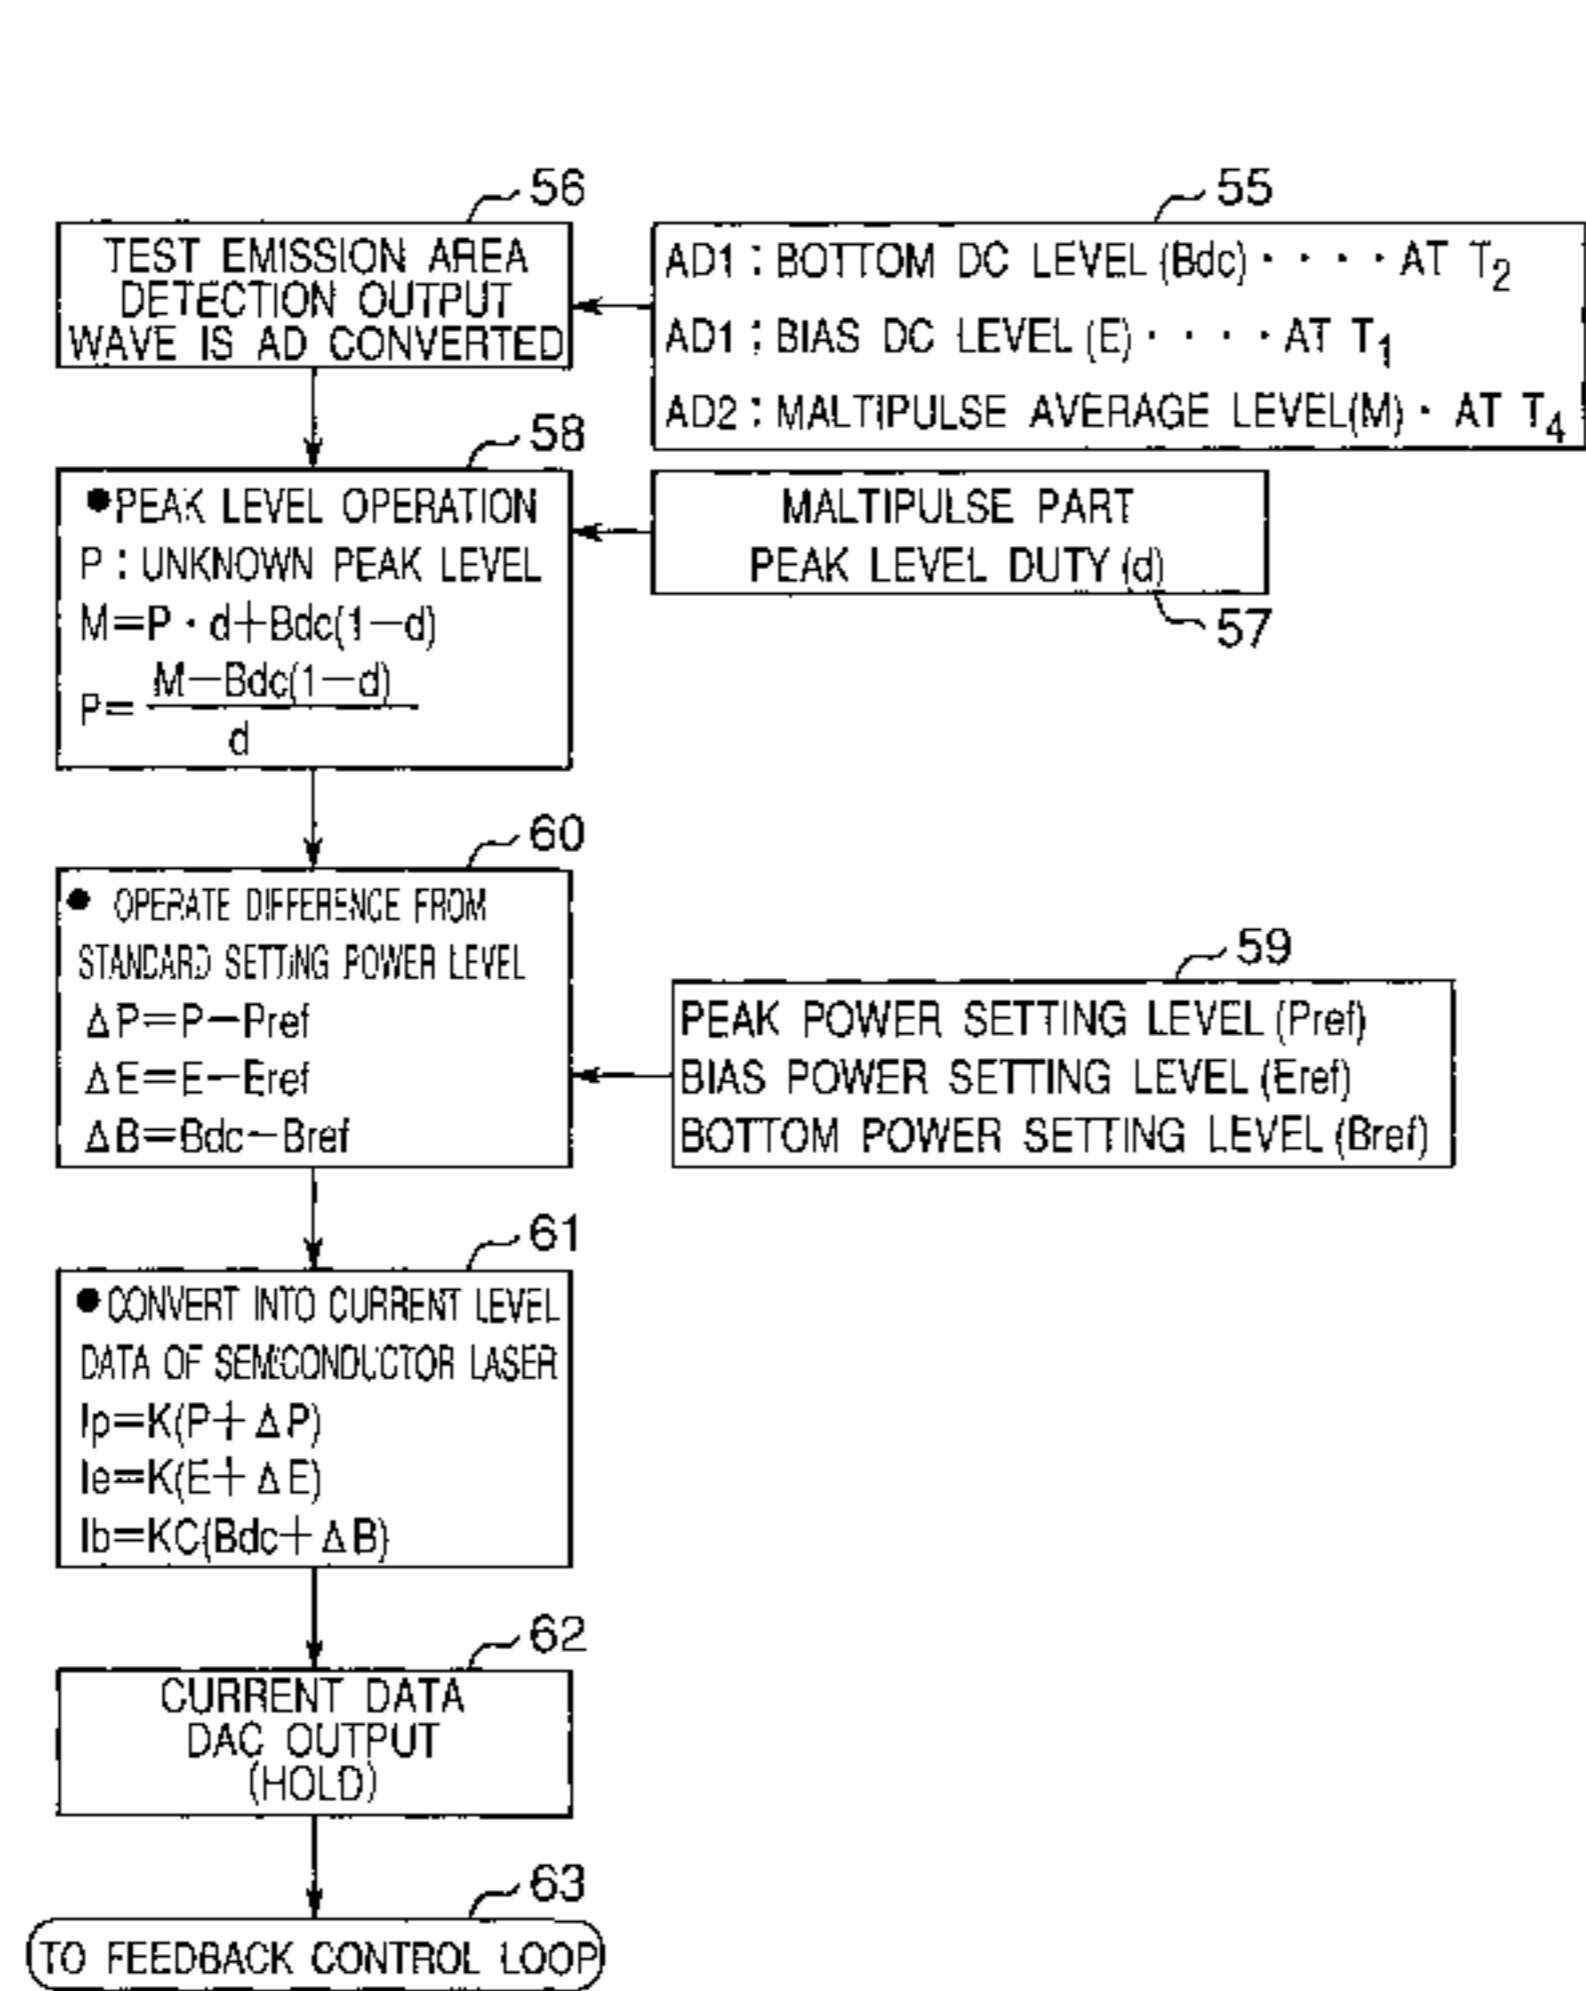 56
TEST EMISSION AREA
DETECTION OUTPUT
WAVE IS AD CONVERTED
55
AD1 : BOTTOM DC LEVEL (Bdc) · · · · AT T2
AD1 : BIAS DC LEVEL (E) · · · · AT T1
AD2 : MALTIPULSE AVERAGE LEVEL(M) · AT T4
58
●PEAK LEVEL OPERATION
P : UNKNOWN PEAK LEVEL
M=P · d+Bdc(1−d)
P= M−Bdc(1−d)
d
MALTIPULSE PART
PEAK LEVEL DUTY (d)
57
60
● OPERATE DIFFERENCE FROM
STANDARD SETTING POWER LEVEL
ΔP=P−Pref
ΔE=E−Eref
ΔB=Bdc−Bref
59
PEAK POWER SETTING LEVEL (Pref)
BIAS POWER SETTING LEVEL (Eref)
BOTTOM POWER SETTING LEVEL (Bref)
61
●CONVERT INTO CURRENT LEVEL
DATA OF SEMICONDUCTOR LASER
Ip=K(P+ΔP)
Ie=K(E+ΔE)
Ib=KC(Bdc+ΔB)
62
CURRENT DATA
DAC OUTPUT
(HOLD)
63
TO FEEDBACK CONTROL LOOP